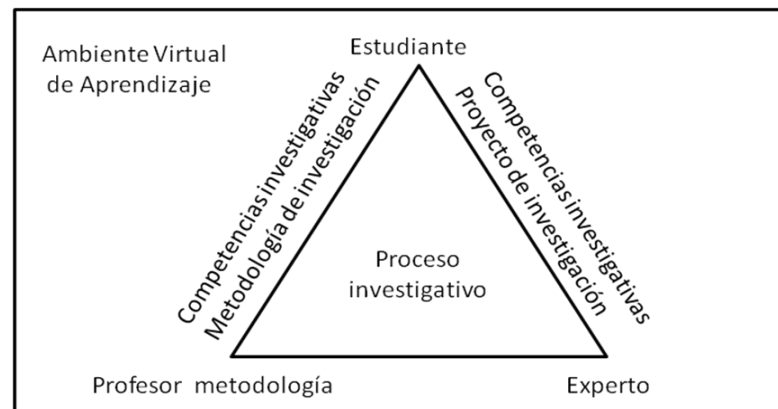 Ambiente Virtual
de Aprendizaje
Estudiante
Competencias investigativas
Metodología de investigación
Competencias investigativas
Proyecto de investigación
Proceso
investigativo
Profesor metodología
Experto